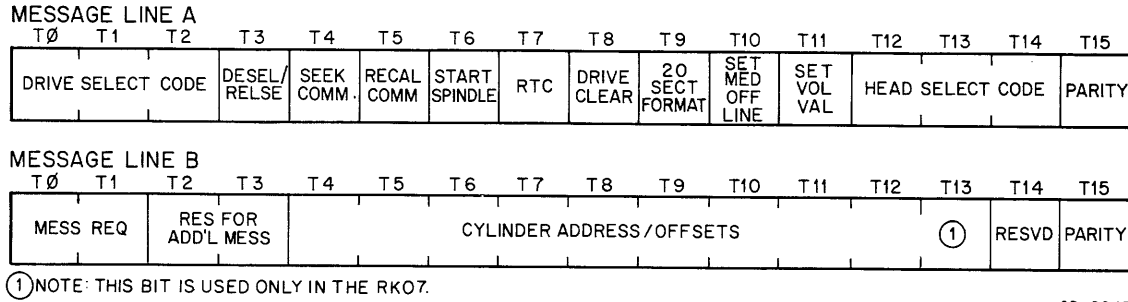 MESSAGE LINE A
TØ T1 T2 T3 T4 T5 T6 T7 T8 T9 T10 T11 T12 T13 T14 T15
DRIVE SELECT CODE
DESEL/
RELSE
SEEK
COMM.
RECAL
COMM
START
SPINDLE
RTC
DRIVE
CLEAR
20
SECT
FORMAT
SET
MED
OFF
LINE
SET
VOL
VAL
HEAD SELECT CODE
PARITY
MESSAGE LINE B
TØ T1 T2 T3 T4 T5 T6 T7 T8 T9 T10 T11 T12 T13 T14 T15
MESS REQ
RES FOR
ADD'L MESS
CYLINDER ADDRESS/OFFSETS
1
RESVD
PARITY
1 NOTE: THIS BIT IS USED ONLY IN THE RK07.